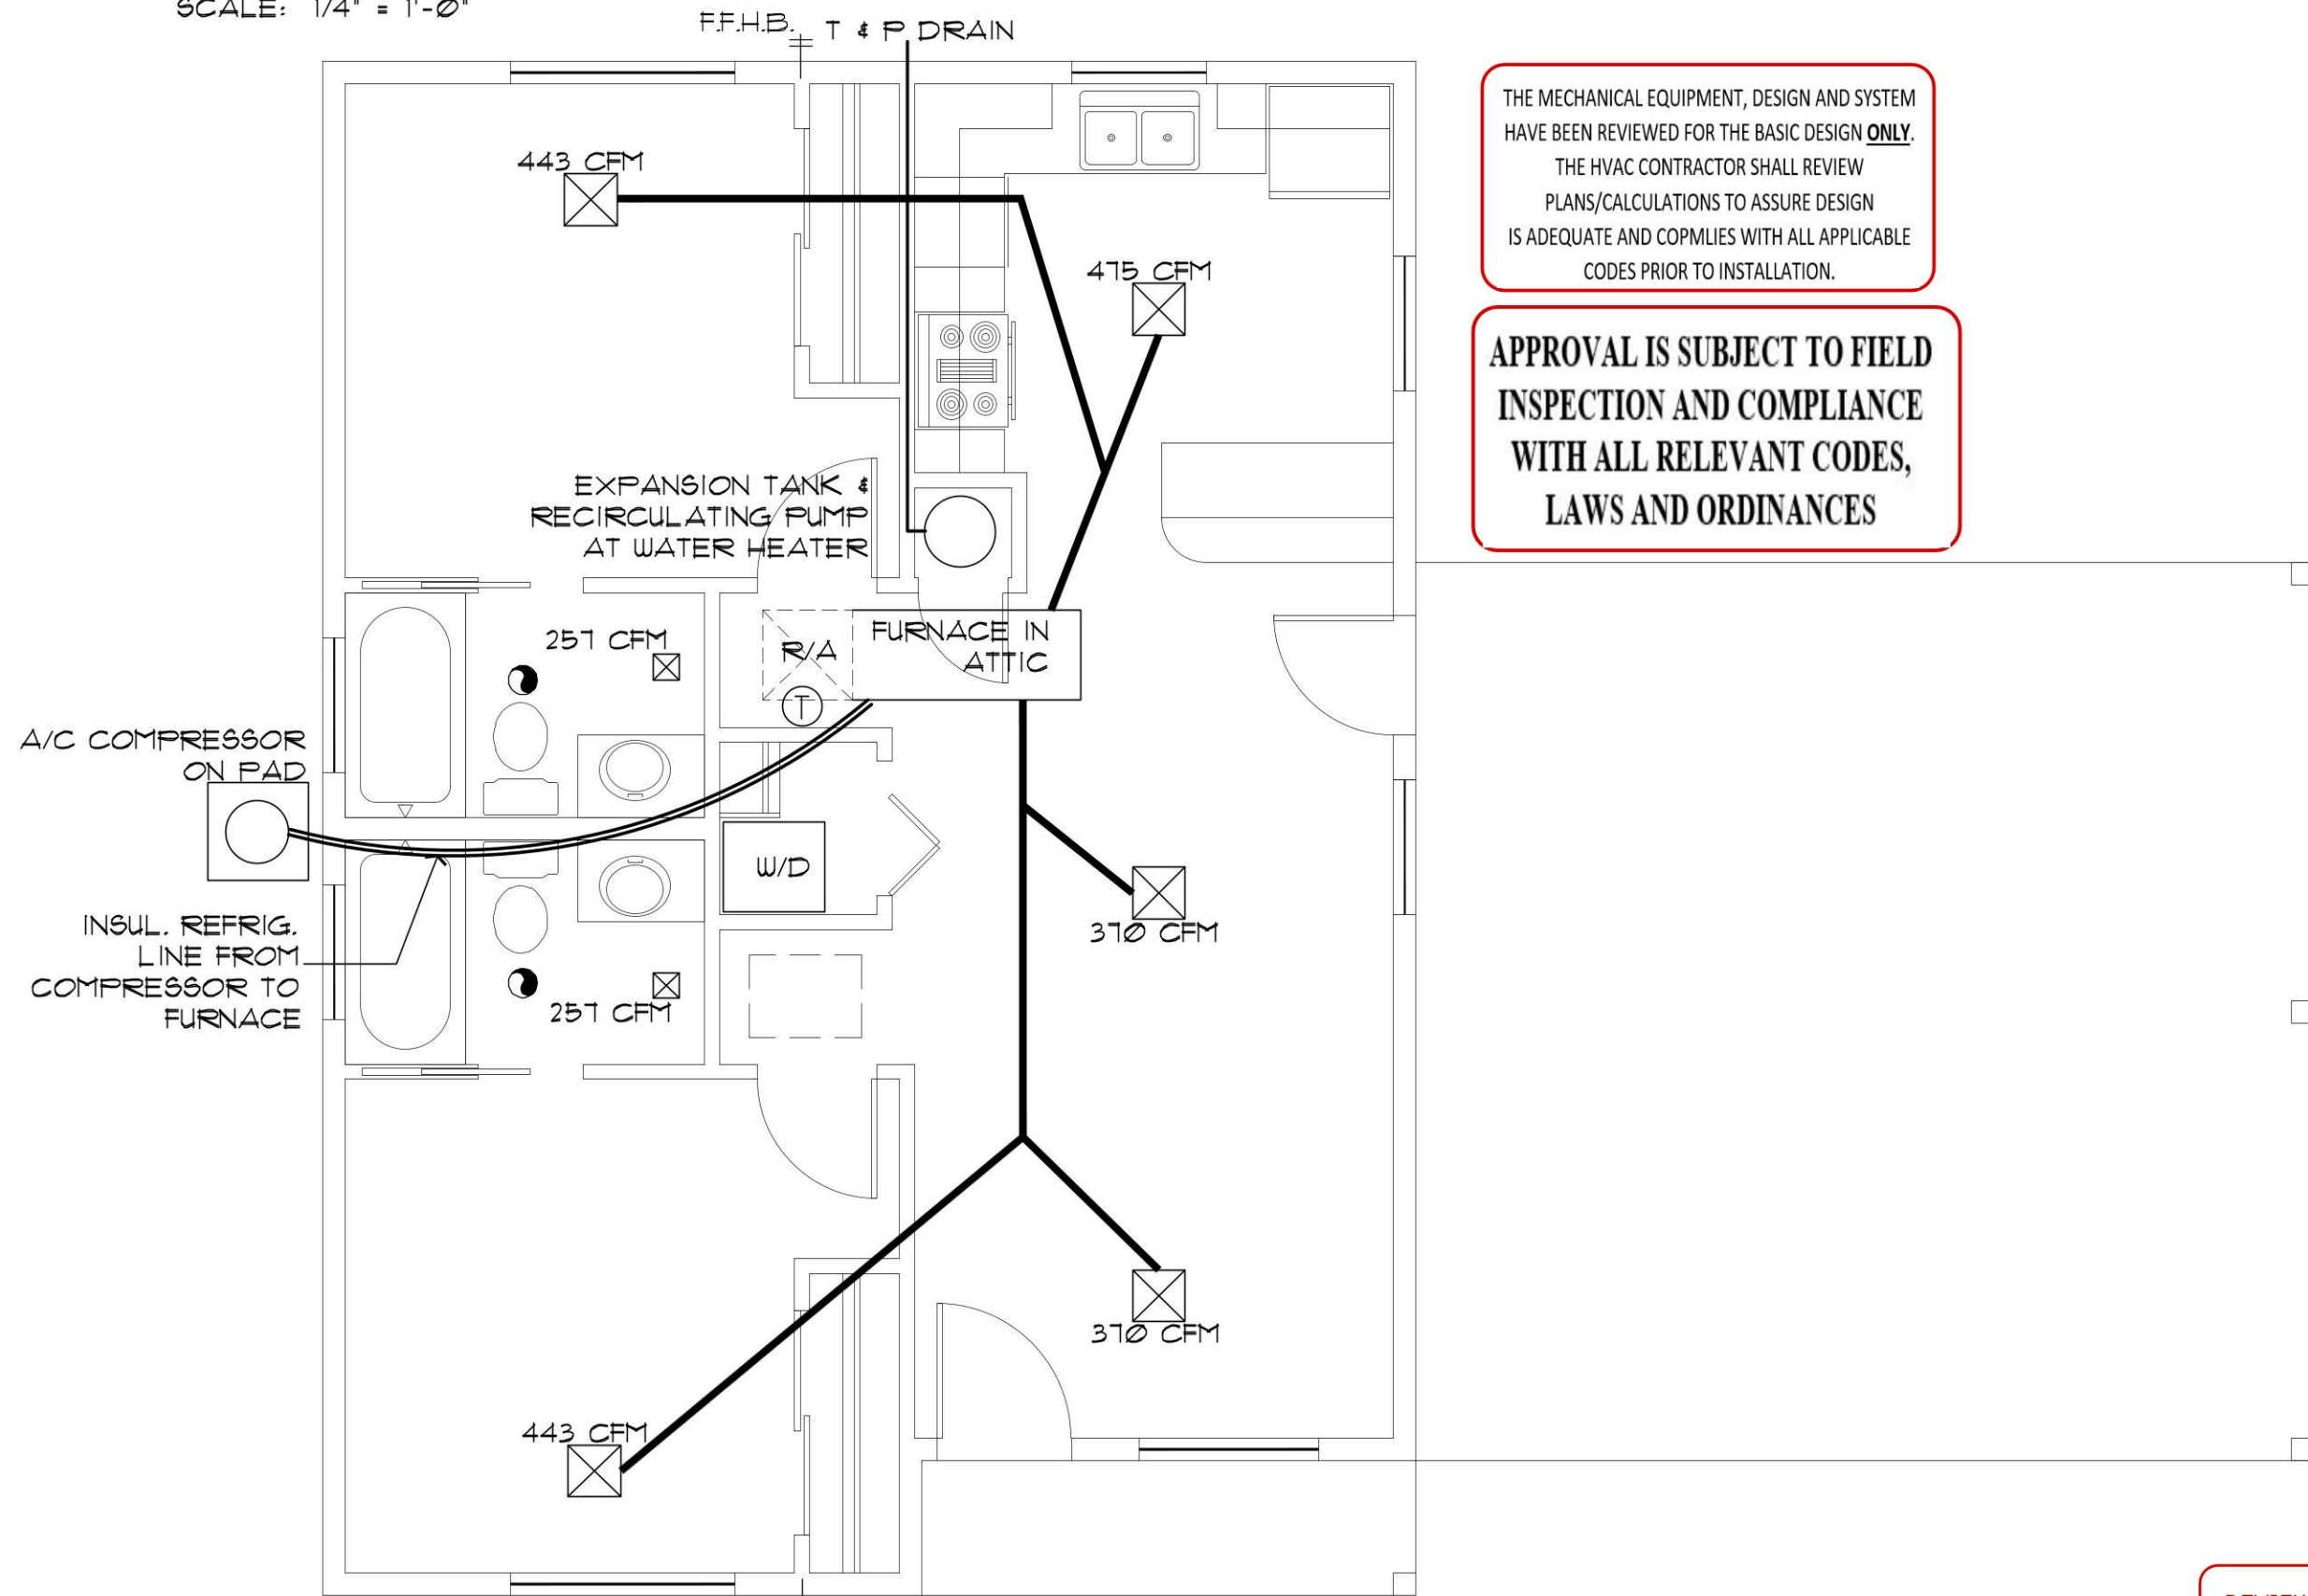 SCALE: 1/4" = 1'-0"
F.F.H.B.
T & P DRAIN
THE MECHANICAL EQUIPMENT, DESIGN AND SYSTEM
HAVE BEEN REVIEWED FOR THE BASIC DESIGN ONLY.
THE HVAC CONTRACTOR SHALL REVIEW
PLANS/CALCULATIONS TO ASSURE DESIGN
IS ADEQUATE AND COPMLIES WITH ALL APPLICABLE
CODES PRIOR TO INSTALLATION.
443 CFM
475 CFM
APPROVAL IS SUBJECT TO FIELD
INSPECTION AND COMPLIANCE
WITH ALL RELEVANT CODES,
LAWS AND ORDINANCES
EXPANSION TANK &
RECIRCULATING PUMP
AT WATER HEATER
257 CFM
R/A
FURNACE IN
ATTIC
T
A/C COMPRESSOR
ON PAD
W/D
INSUL. REFRIG.
LINE FROM
COMPRESSOR TO
FURNACE
370 CFM
257 CFM
370 CFM
443 CFM